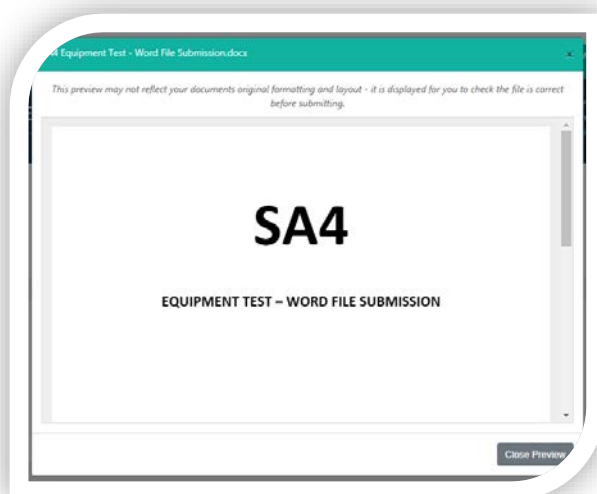 4 Equipment Test - Word File Submission.docx
This preview may not reflect your documents original formatting and layout - it is displayed for you to check the file is correct
before submitting.
SA4
EQUIPMENT TEST – WORD FILE SUBMISSION
Close Preview